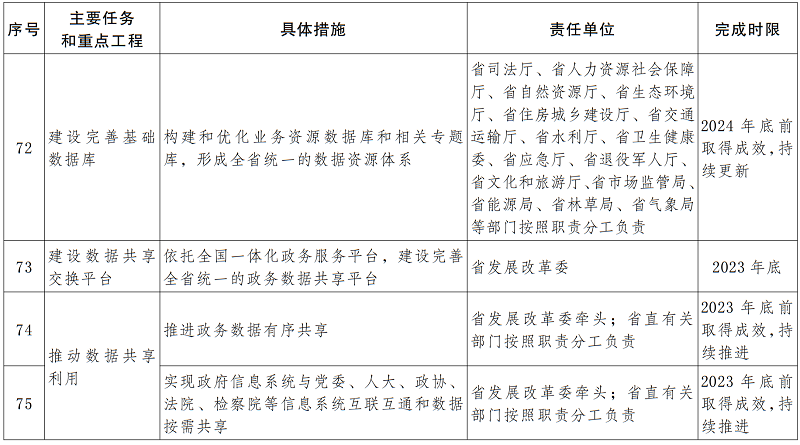 序号
主要任务
和重点工程
具体措施
责任单位
完成时限
72
建设完善基础
数据库
构建和优化业务资源数据库和相关专题
库，形成全省统一的数据资源体系
省司法厅、省人力资源社会保障
厅、省自然资源厅、省生态环境
厅、省住房城乡建设厅、省交通
运输厅、省水利厅、省卫生健康
委、省应急厅、省退役军人厅、
省文化和旅游厅、省市场监管局、
省能源局、省林草局、省气象局
等部门按照职责分工负责
2024 年底前
取得成效，持
续更新
73
建设数据共享
交换平台
依托全国一体化政务服务平台，建设完善
全省统一的政务数据共享平台
省发展改革委
2023 年底
74
推动数据共享
利用
推进政务数据有序共享
省发展改革委牵头；省直有关
部门按照职责分工负责
2023 年底前
取得成效，持
续推进
75
实现政府信息系统与党委、人大、政协、
法院、检察院等信息系统互联互通和数据
按需共享
省发展改革委牵头；省直有关
部门按照职责分工负责
2023 年底前
取得成效，持
续推进